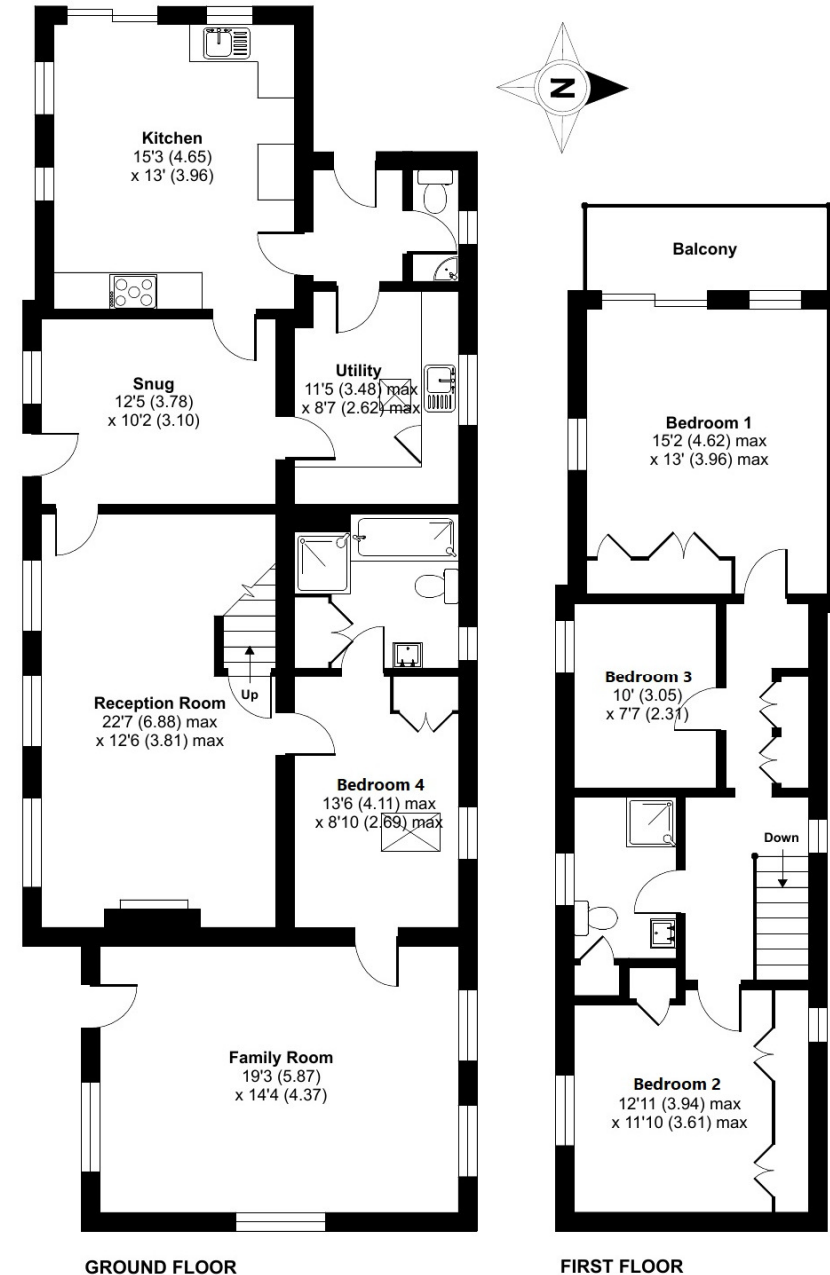 Kitchen
15'3 (4.65)
x 13' (3.96)
N
Balcony
Snug
12'5 (3.78)
x 10'2 (3.10)
Utility
11'5 (3.48) max
x 8'7 (2.62) max
Bedroom 1
15'2 (4.62) max
x 13' (3.96) max
Reception Room
22'7 (6.88) max
x 12'6 (3.81) max
Up
Bedroom 3
10' (3.05)
x 7'7 (2.31)
Bedroom 4
13'6 (4.11) max
x 8'10 (2.69) max
Down
Family Room
19'3 (5.87)
x 14'4 (4.37)
Bedroom 2
12'11 (3.94) max
x 11'10 (3.61) max
GROUND FLOOR
FIRST FLOOR